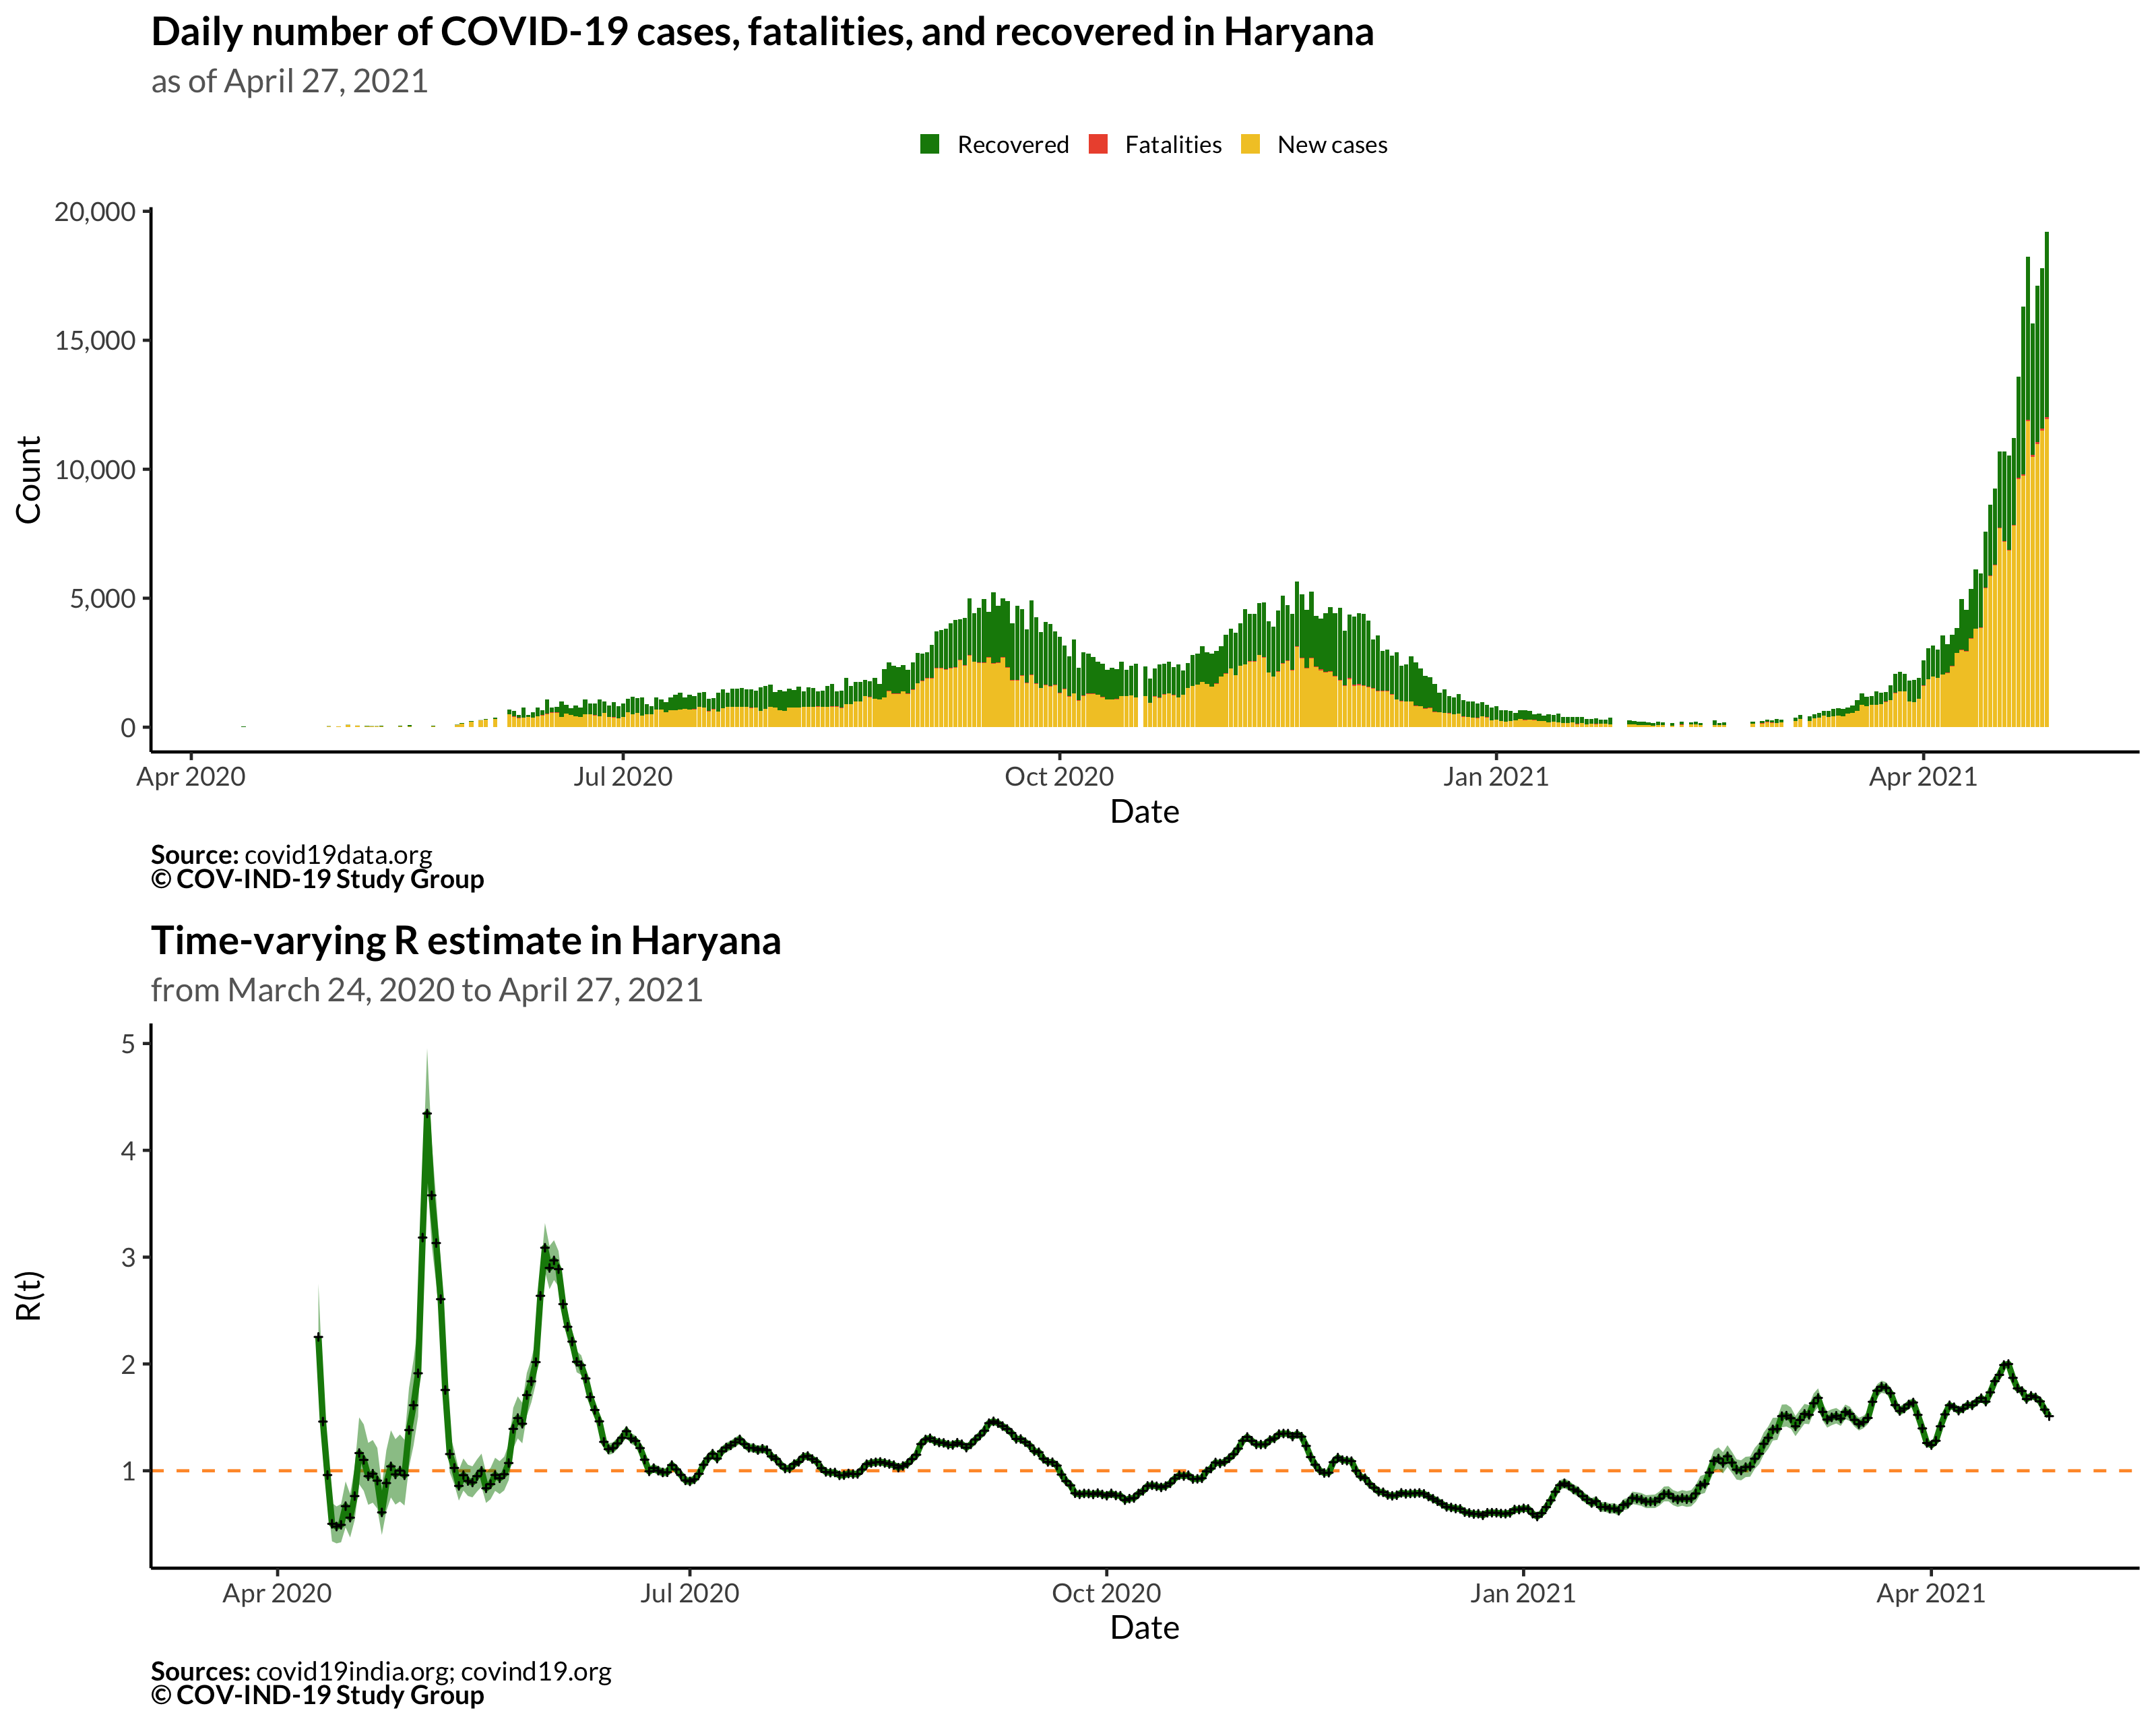 Daily number of COVID-19 cases, fatalities, and recovered in Haryana
as of April 27, 2021
Recovered Fatalities New cases
20,000
15,000
10,000
5,000
0
Count
Apr 2020 Jul 2020 Oct 2020 Jan 2021 Apr 2021
Date
Source: covid19data.org
© COV-IND-19 Study Group
Time-varying R estimate in Haryana
from March 24, 2020 to April 27, 2021
5
4
3
2
1
R(t)
Apr 2020 Jul 2020 Oct 2020 Jan 2021 Apr 2021
Date
Sources: covid19india.org; covind19.org
© COV-IND-19 Study Group